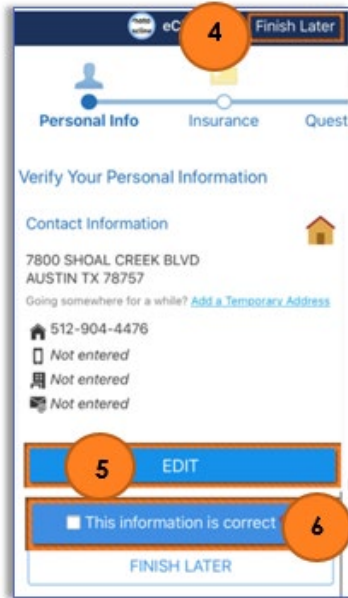 eC
4
Finish Later
Personal Info
Insurance
Quest
Verify Your Personal Information
Contact Information
7800 SHOAL CREEK BLVD
AUSTIN TX 78757
Going somewhere for a while? Add a Temporary Address
512-904-4476
Not entered
Not entered
Not entered
5
EDIT
This information is correct
6
FINISH LATER